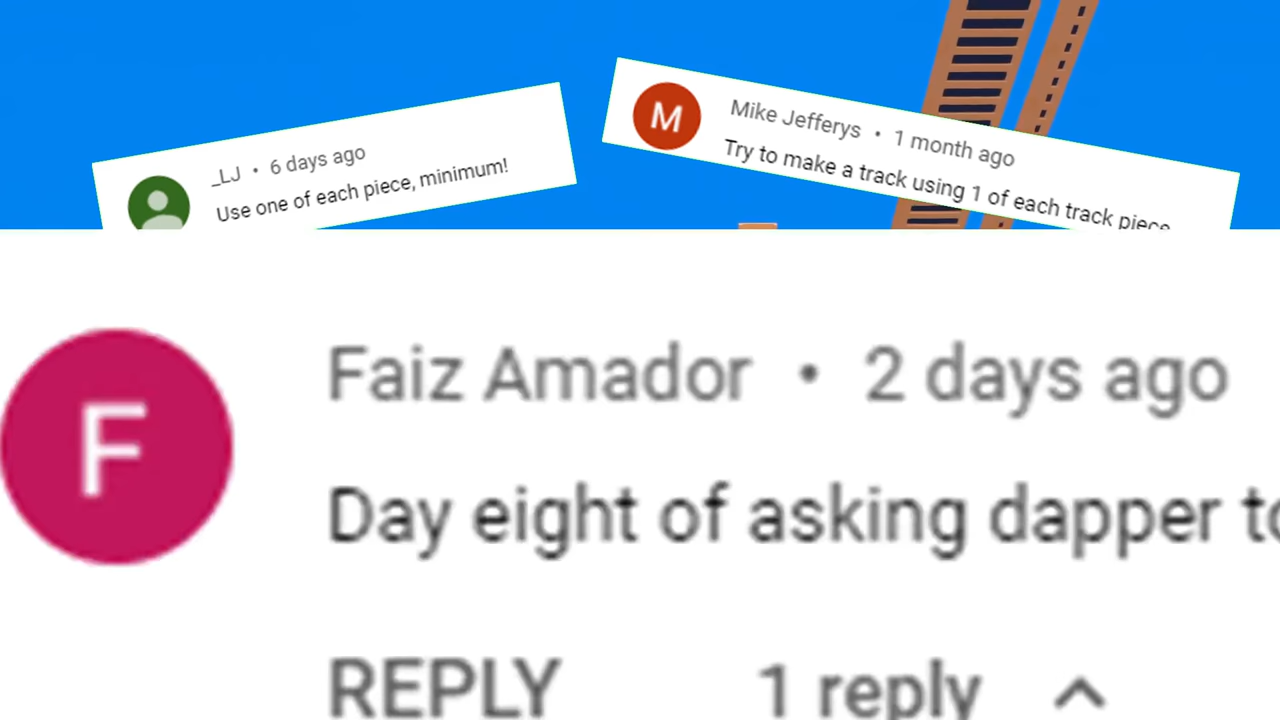 _LJ • 6 days ago
Use one of each piece, minimum!
M
Mike Jefferys • 1 month ago
Try to make a track using 1 of each track piece
F
Faiz Amador • 2 days ago
Day eight of asking dapper
REPLY 1 reply